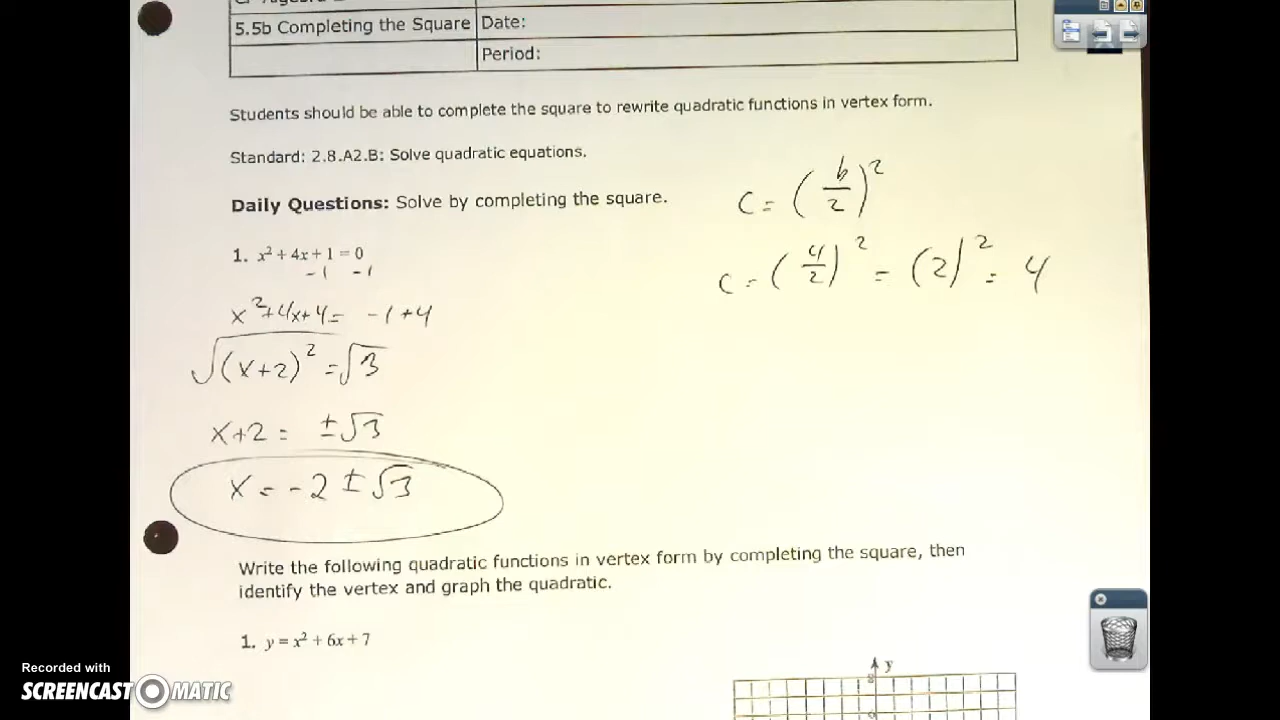 5.5b Completing the Square
Date:
Period:
Students should be able to complete the square to rewrite quadratic functions in vertex form.
Standard: 2.8.A2.B: Solve quadratic equations.
Daily Questions: Solve by completing the square.
1. x² + 4x + 1 = 0
-1 -1
x²+4x+4= -1+4
√(x+2)² = √3
x+2 = ±√3
x = -2 ± √3
c = (b/2)²
c = (4/2)² = (2)² = 4
Write the following quadratic functions in vertex form by completing the square, then
identify the vertex and graph the quadratic.
1. y = x² + 6x + 7
y
Recorded with
SCREENCAST MATIC